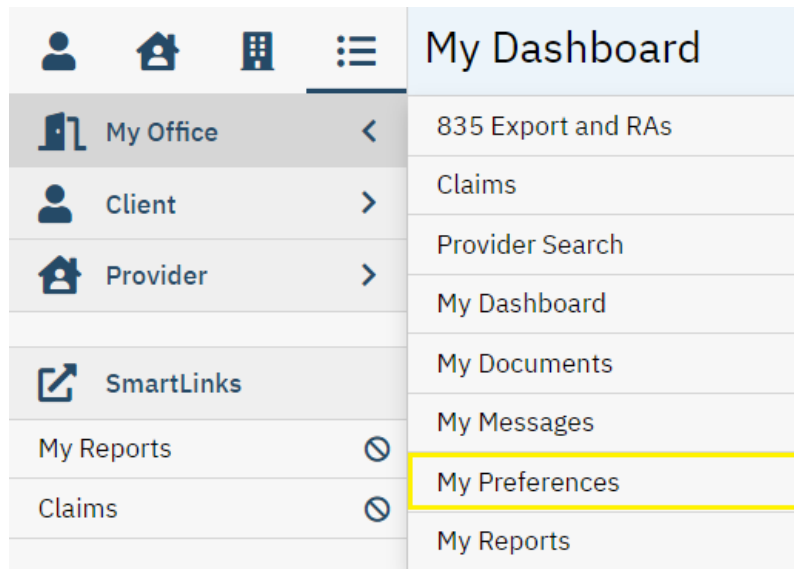 My Dashboard
My Office
Client
Provider
SmartLinks
My Reports
Claims
835 Export and RAs
Claims
Provider Search
My Dashboard
My Documents
My Messages
My Preferences
My Reports